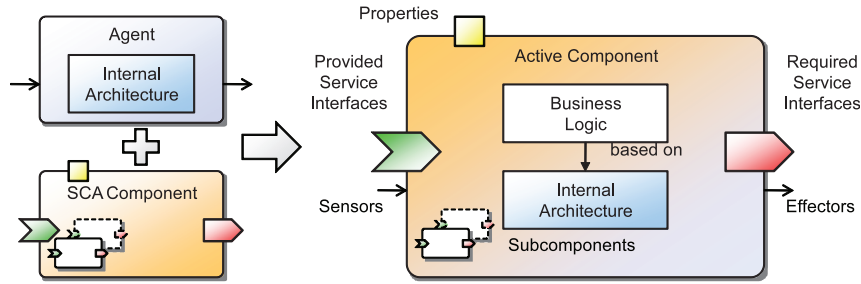 Agent
Internal
Architecture
SCA Component
Properties
Provided
Service
Interfaces
Sensors
Active Component
Business
Logic
based on
Internal
Architecture
Subcomponents
Required
Service
Interfaces
Effectors